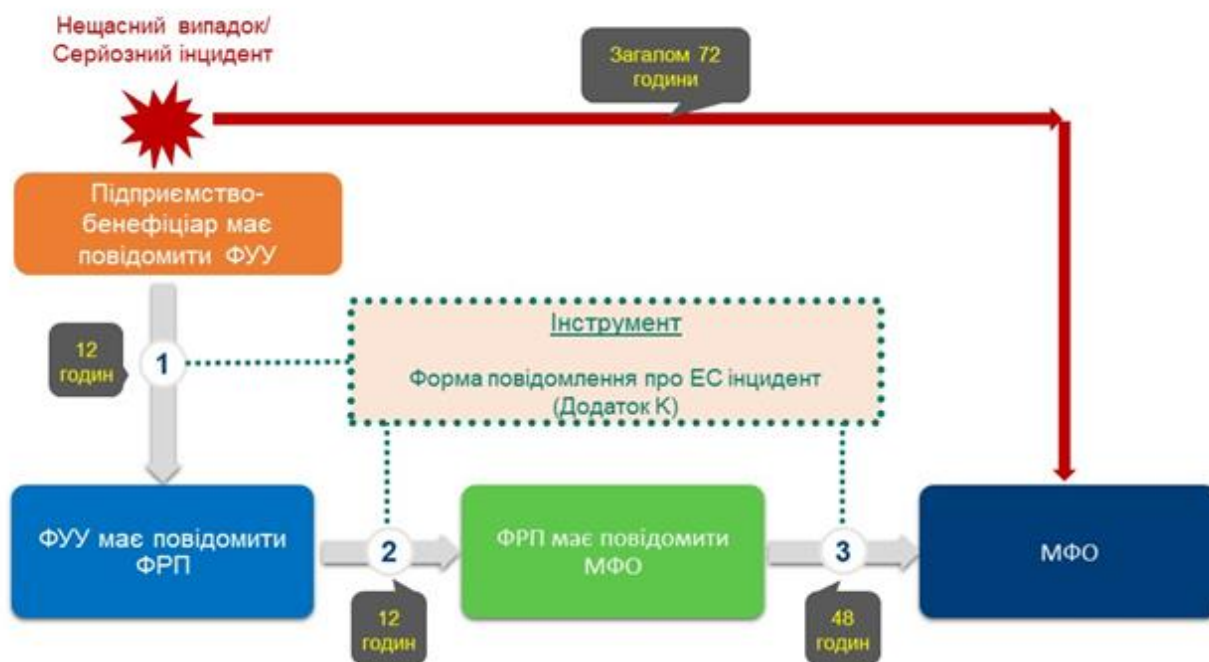 Нещасний випадок/
Серйозний інцидент
Загалом 72
години
Підприємство-
бенефіціар має
повідомити ФУУ
12
годин
1
Інструмент
Форма повідомлення про ЕС інцидент
(Додаток К)
ФУУ має повідомити
ФРП
2
12
годин
ФРП має повідомити
МФО
3
48
годин
МФО